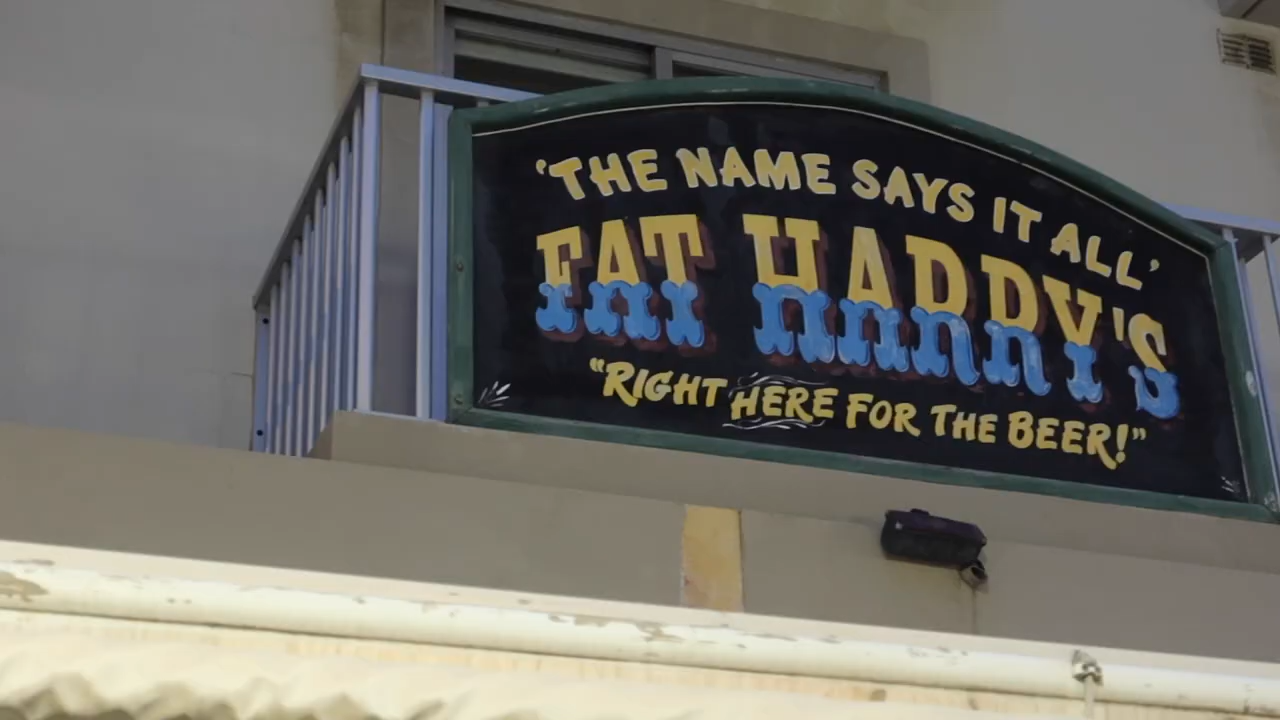 'THE NAME SAYS IT ALL'
FAT HARRY'S
"RIGHT HERE FOR THE BEER!"